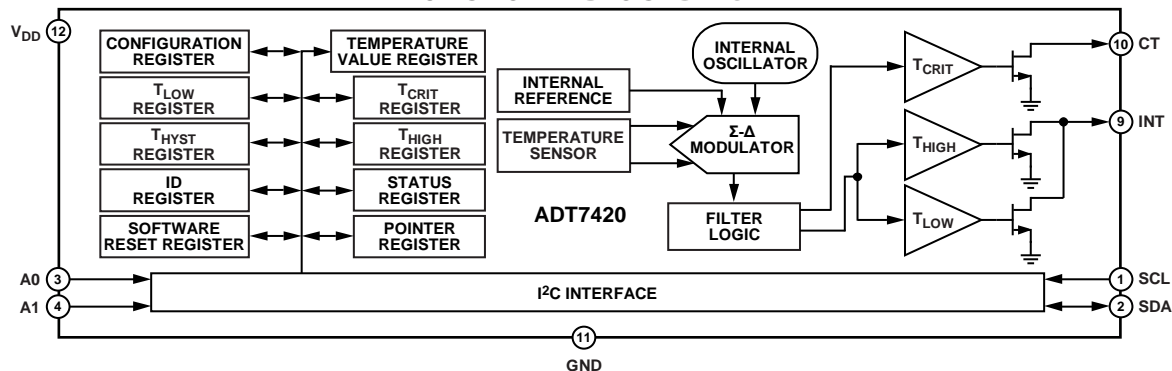 VDD
12
CONFIGURATION
REGISTER
TEMPERATURE
VALUE REGISTER
TLOW
REGISTER
TCRIT
REGISTER
THYST
REGISTER
THIGH
REGISTER
ID
REGISTER
STATUS
REGISTER
SOFTWARE
RESET REGISTER
POINTER
REGISTER
INTERNAL
OSCILLATOR
INTERNAL
REFERENCE
TEMPERATURE
SENSOR
Σ-Δ
MODULATOR
FILTER
LOGIC
ADT7420
TCRIT
THIGH
TLOW
10
CT
9
INT
A0
3
A1
4
I2C INTERFACE
1
SCL
2
SDA
11
GND